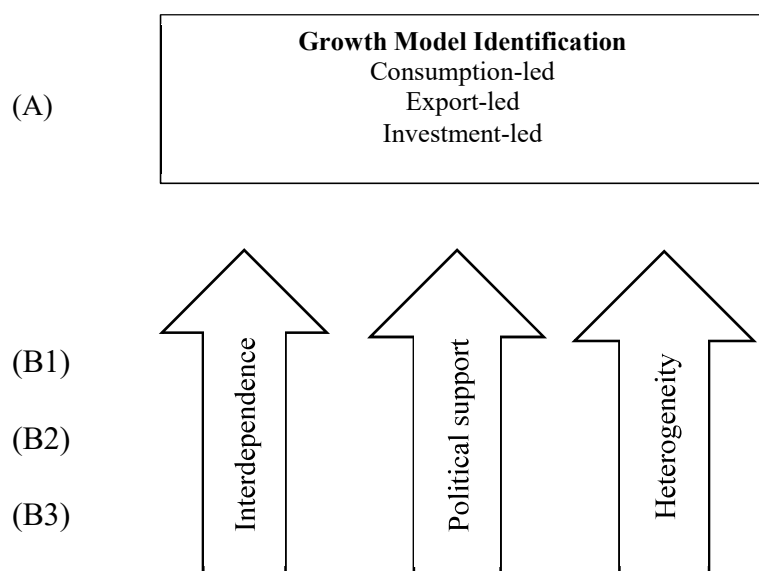 Growth Model Identification
Consumption-led
(A)
Export-led
Investment-led
(B1)
(B2)
(B3)
Interdependence
Political support
Heterogeneity